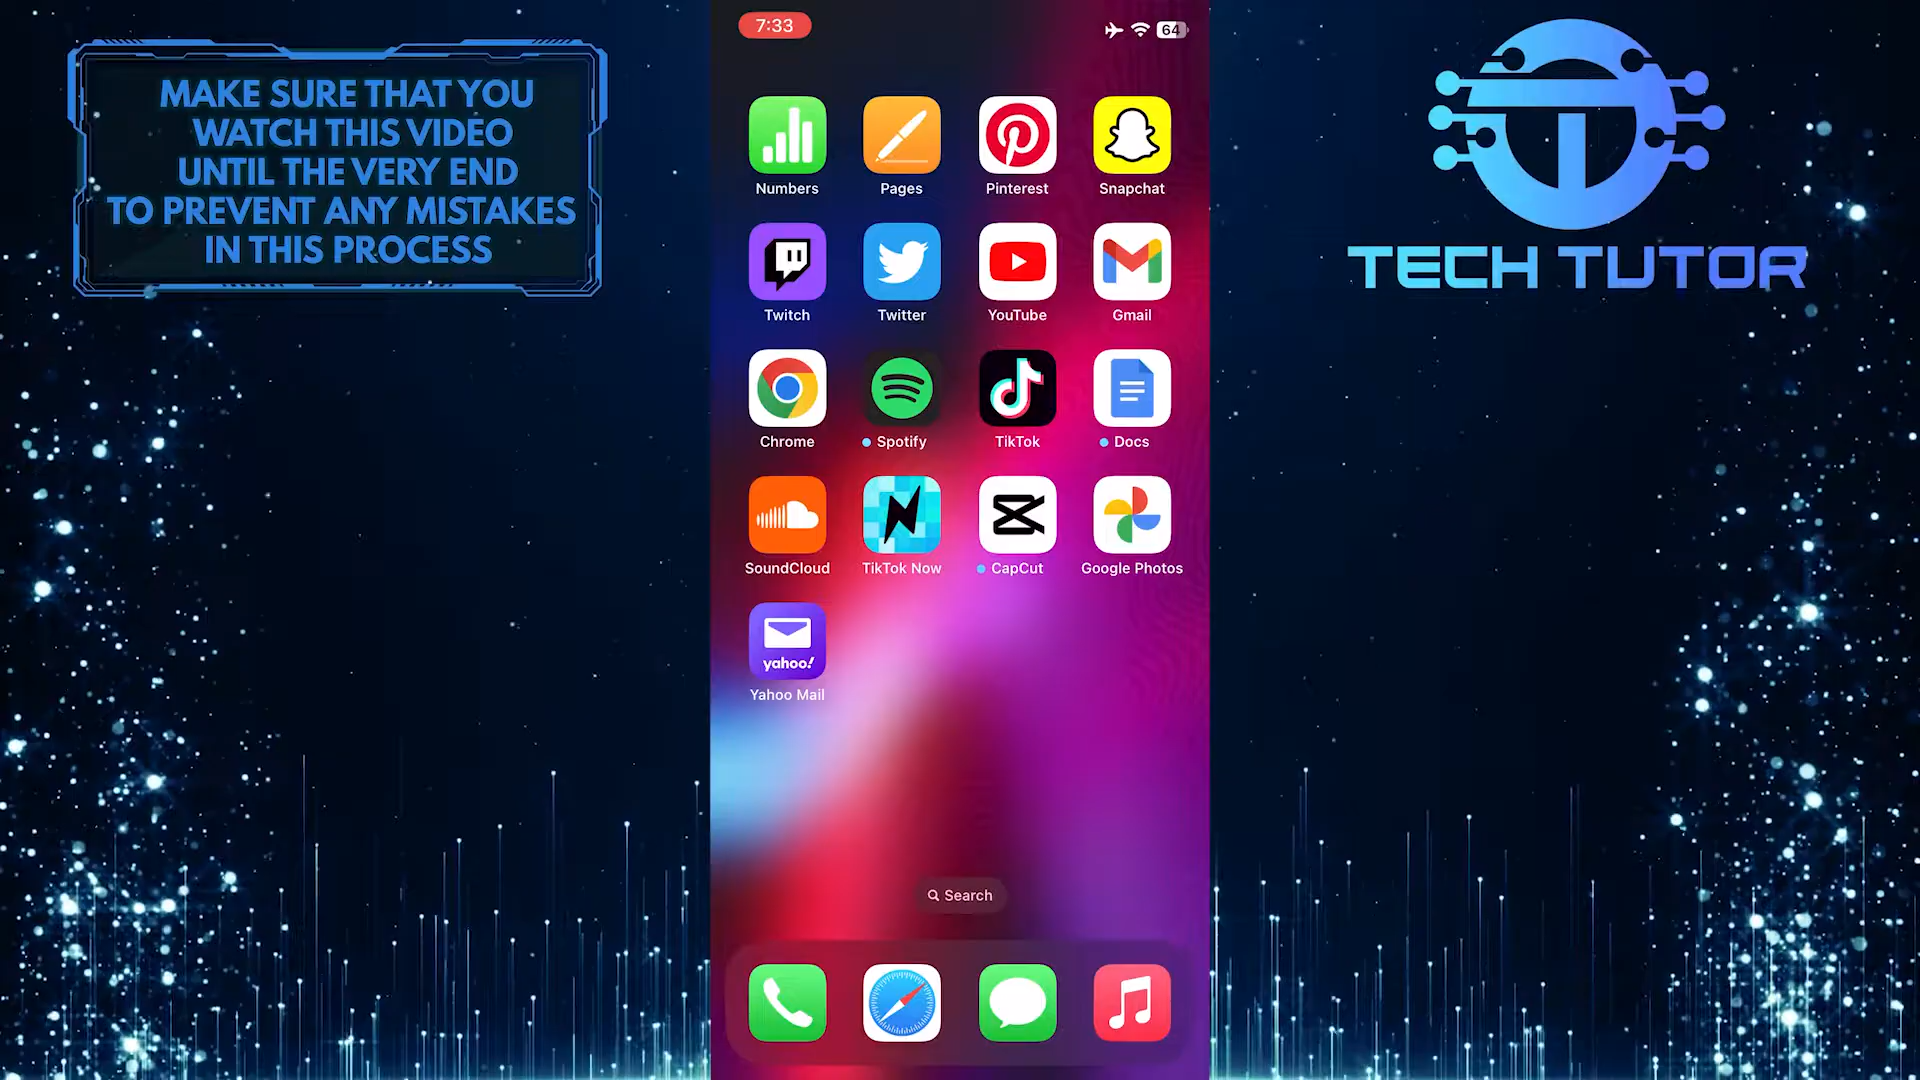 MAKE SURE THAT YOU
WATCH THIS VIDEO
UNTIL THE VERY END
TO PREVENT ANY MISTAKES
IN THIS PROCESS
7:33
64
Numbers
Pages
Pinterest
Snapchat
Twitch
Twitter
YouTube
Gmail
Chrome
Spotify
TikTok
Docs
SoundCloud
TikTok Now
CapCut
Google Photos
yahoo!
Yahoo Mail
Search
TECH TUTOR